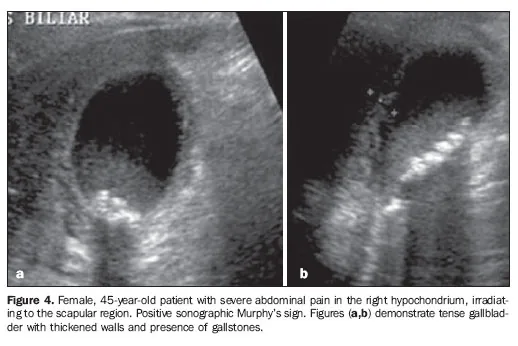 S BILIAR
a
b
Figure 4. Female, 45-year-old patient with severe abdominal pain in the right hypochondrium, irradiat-
ing to the scapular region. Positive sonographic Murphy's sign. Figures (a,b) demonstrate tense gallblad-
der with thickened walls and presence of gallstones.